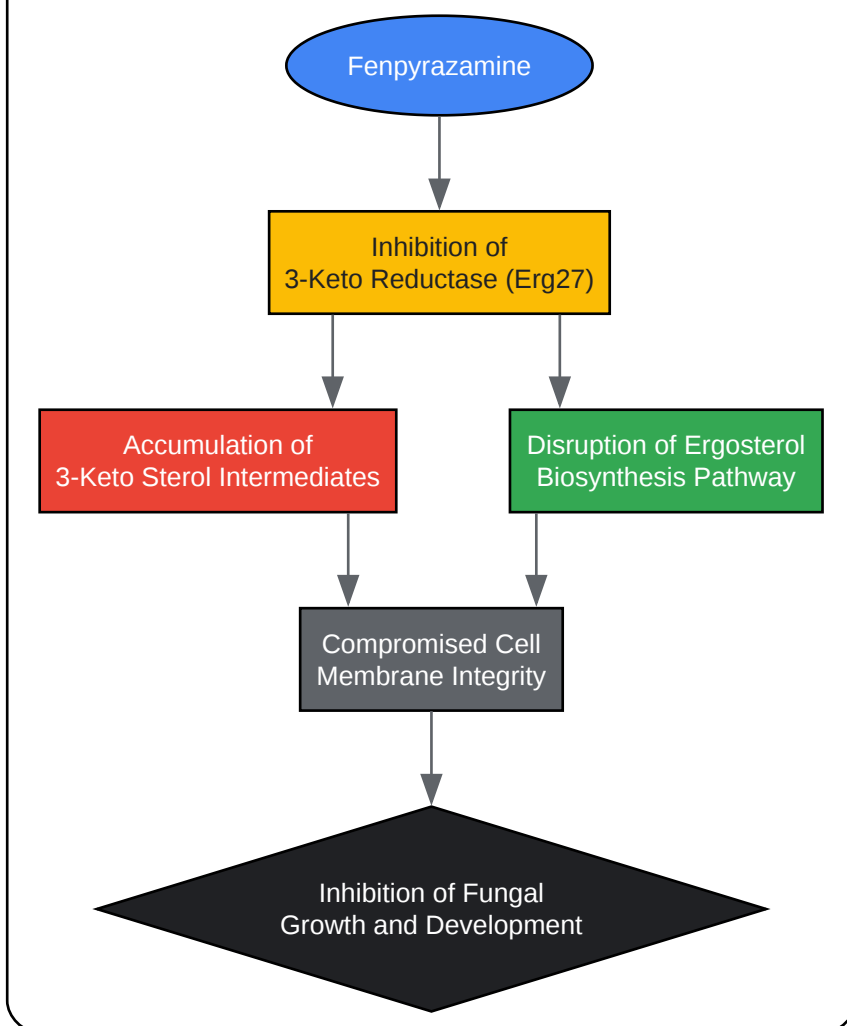 Fenpyrazamine
Inhibition of
3-Keto Reductase (Erg27)
Accumulation of
3-Keto Sterol Intermediates
Disruption of Ergosterol
Biosynthesis Pathway
Compromised Cell
Membrane Integrity
Inhibition of Fungal
Growth and Development